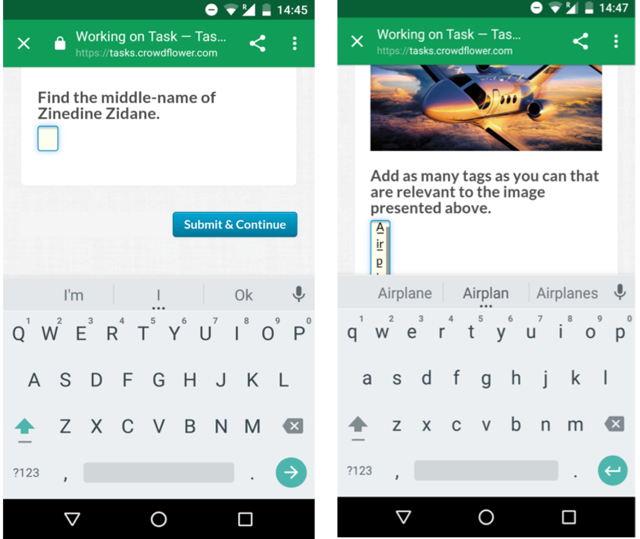 14:45
Working on Task — Tas...
https://tasks.crowdflower.com
Find the middle-name of
Zinedine Zidane.
Submit & Continue
I'm I Ok
1 2 3 4 5 6 7 8 9 0
Q W E R T Y U I O P
A S D F G H J K L
Z X C V B N M
?123 , .
R 14:47
Working on Task — Tas...
https://tasks.crowdflower.com
Add as many tags as you can that
are relevant to the image
presented above.
A
ir
p
Airplane Airplan Airplanes
1 2 3 4 5 6 7 8 9 0
q w e r t y u i o p
a s d f g h j k l
z x c v b n m
?123 , .